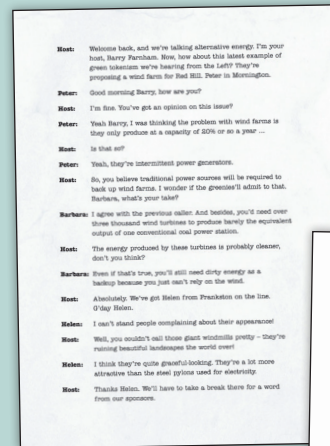 Host: Welcome back, and we're talking alternative energy. I'm your
host, Barry Farnham. Now, how about this latest example of
green tokenism we're hearing from the Left? They're
proposing a wind farm for Red Hill. Peter in Mornington.
Peter: Good morning Barry, how are you?
Host: I'm fine. You've got an opinion on this issue?
Peter: Yeah Barry, I was thinking the problem with wind farms is
they only produce at a capacity of 20% or so a year ...
Host: Is that so?
Peter: Yeah, they're intermittent power generators.
Host: So, you believe traditional power sources will be required to
back up wind farms. I wonder if the greenies'll admit to that.
Barbara, what's your take?
Barbara: I agree with the previous caller. And besides, you'd need over
three thousand wind turbines to produce barely the equivalent
output of one conventional coal power station.
Host: The energy produced by these turbines is probably cleaner,
don't you think?
Barbara: Even if that's true, you'll still need dirty energy as a
backup because you just can't rely on the wind.
Host: Absolutely. We've got Helen from Frankston on the line.
G'day Helen.
Helen: I can't stand people complaining about their appearance!
Host: Well, you couldn't call those giant windmills pretty – they're
ruining beautiful landscapes the world over!
Helen: I think they're quite graceful-looking. They're a lot more
attractive than the steel pylons used for electricity.
Host: Thanks Helen. We'll have to take a break there for a word
from our sponsors.